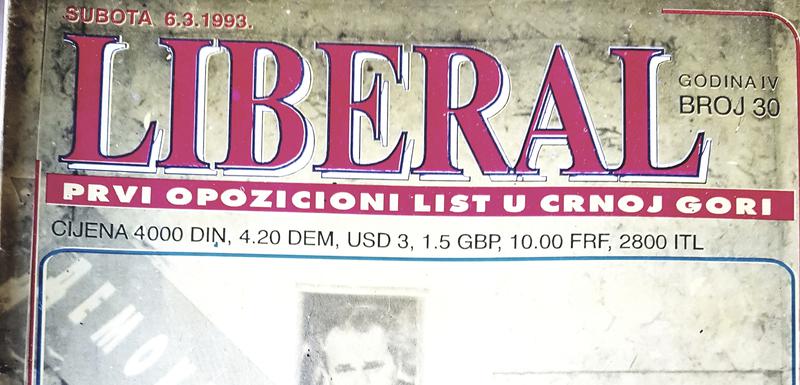 SUBOTA 6.3.1993.
LIBERAL
GODINA IV
BROJ 30
PRVI OPOZICIONI LIST U CRNOJ GORI
CIJENA 4000 DIN, 4.20 DEM, USD 3, 1.5 GBP, 10.00 FRF, 2800 ITL